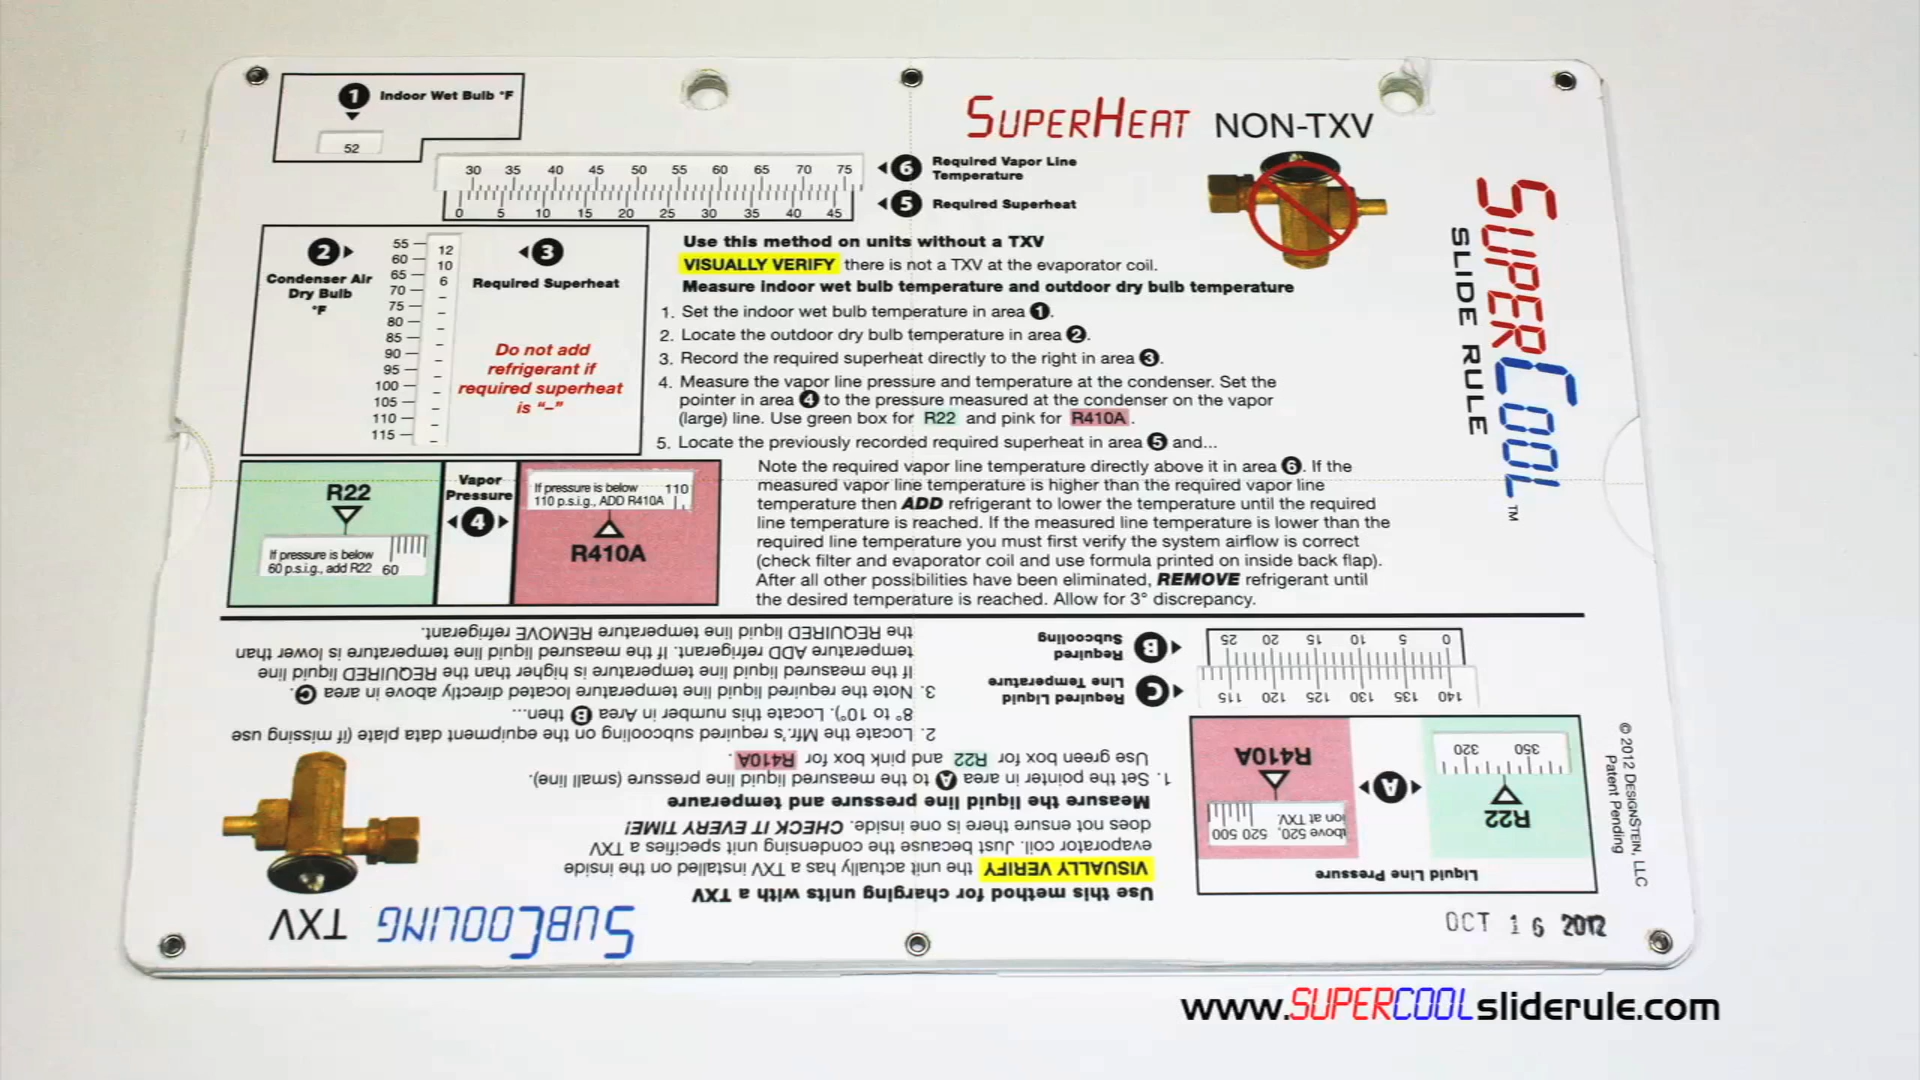 1 Indoor Wet Bulb °F
52
SUPERHEAT NON-TXV
30 35 40 45 50 55 60 65 70 75
6 Required Vapor Line
Temperature
0 5 10 15 20 25 30 35 40 45
5 Required Superheat
SUPERCOOL™
SLIDE RULE
2
Condenser Air
Dry Bulb
°F
55 12
60 10
65 6
70 –
75 –
80 –
85 –
90 –
95 –
100 –
105 –
110 –
115 –
3
Required Superheat
Do not add
refrigerant if
required superheat
is “–”
Use this method on units without a TXV
VISUALLY VERIFY there is not a TXV at the evaporator coil.
Measure indoor wet bulb temperature and outdoor dry bulb temperature
1. Set the indoor wet bulb temperature in area 1.
2. Locate the outdoor dry bulb temperature in area 2.
3. Record the required superheat directly to the right in area 3.
4. Measure the vapor line pressure and temperature at the condenser. Set the
pointer in area 4 to the pressure measured at the condenser on the vapor
(large) line. Use green box for R22 and pink for R410A.
5. Locate the previously recorded required superheat in area 5 and...
Note the required vapor line temperature directly above it in area 6. If the
measured vapor line temperature is higher than the required vapor line
temperature then ADD refrigerant to lower the temperature until the required
line temperature is reached. If the measured line temperature is lower than the
required line temperature you must first verify the system airflow is correct
(check filter and evaporator coil and use formula printed on inside back flap).
After all other possibilities have been eliminated, REMOVE refrigerant until
the desired temperature is reached. Allow for 3° discrepancy.
R22
If pressure is below
60 p.s.i.g., add R22 60
Vapor
Pressure
4
If pressure is below 110
110 p.s.i.g., ADD R410A
R410A
SUBCOOLING TXV
Use this method for charging units with a TXV
VISUALLY VERIFY the unit actually has a TXV installed on the inside
evaporator coil. Just because the condensing unit specifies a TXV
does not ensure there is one inside. CHECK IT EVERY TIME!
Measure the liquid line pressure and temperaure
1. Set the pointer in area A to the measured liquid line pressure (small line).
Use green box for R22 and pink box for R410A.
2. Locate the Mfr.’s required subcooling on the equipment data plate (if missing use
8° to 10°). Locate this number in Area B then...
3. Note the required liquid line temperature located directly above in area C.
If the measured liquid line temperature is higher than the REQUIRED liquid line
temperature ADD refrigerant. If the measured liquid line temperature is lower than
the REQUIRED liquid line temperature REMOVE refrigerant.
Liquid Line Pressure
R22
350 320
A
above 520, 520 500
ion at TXV.
R410A
140 135 130 125 120 115
C Required Liquid
Line Temperature
0 5 10 15 20 25
B Required
Subcooling
© 2012 DESIGNSTEIN, LLC
Patent Pending
OCT 16 2012
www.SUPERCOOLsliderule.com